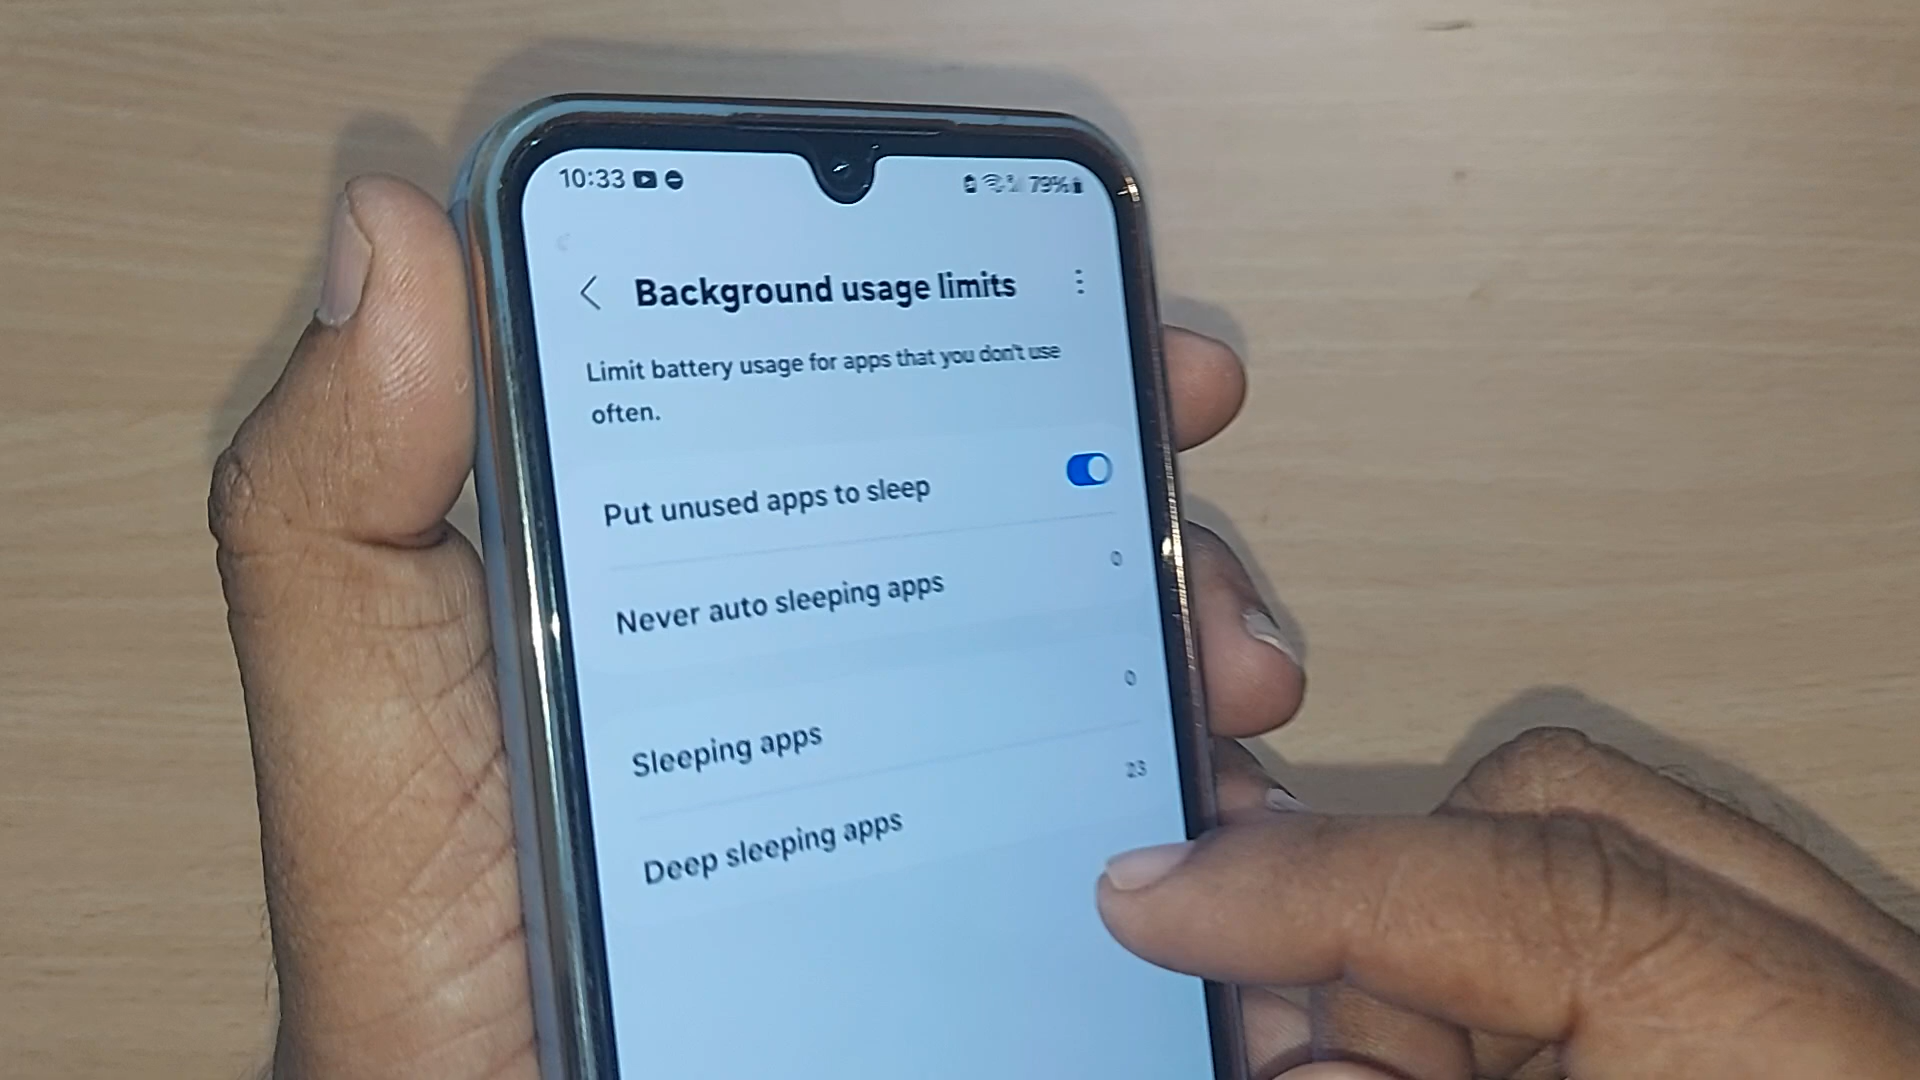 10:33 79%
Background usage limits
Limit battery usage for apps that you don't use
often.
Put unused apps to sleep
Never auto sleeping apps 0
Sleeping apps 0
Deep sleeping apps 23